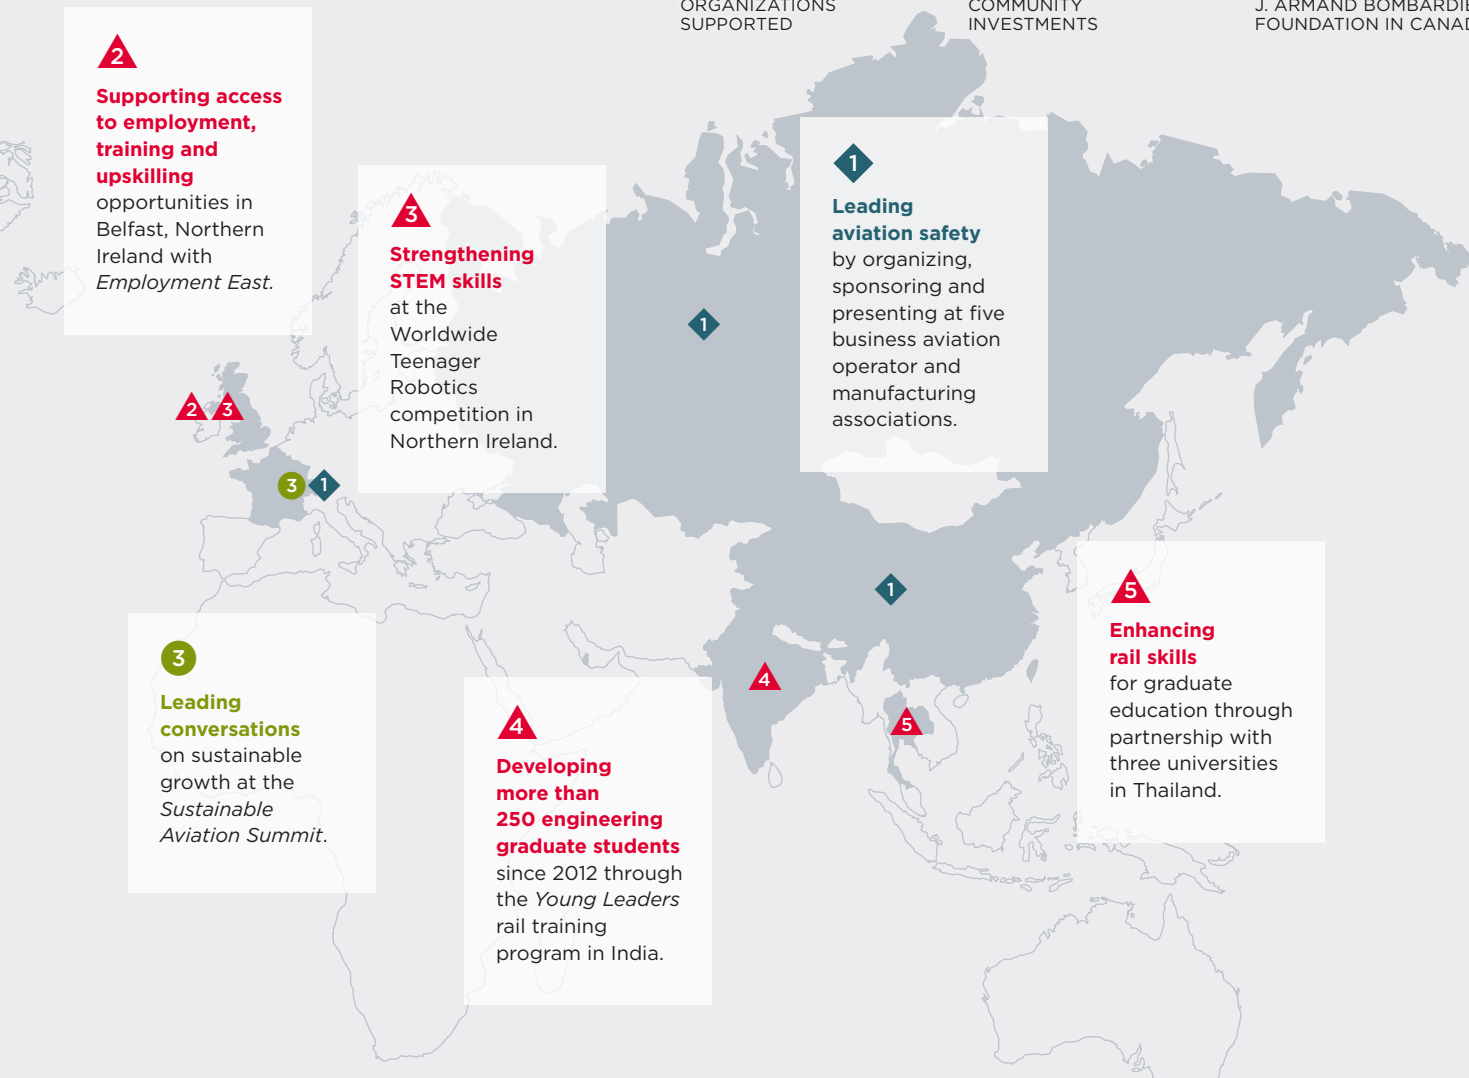 ORGANIZATIONS
SUPPORTED
COMMUNITY
INVESTMENTS
J. ARMAND
FOUNDATION IN
2
Supporting access
to employment,
training and
upskilling
opportunities in
Belfast, Northern
Ireland with
Employment East.
3
Strengthening
STEM skills
at the
Worldwide
Teenager
Robotics
competition in
Northern Ireland.
1
Leading
aviation safety
by organizing,
sponsoring and
presenting at five
business aviation
operator and
manufacturing
associations.
1
2
3
3
1
1
3
Leading
conversations
on sustainable
growth at the
Sustainable
Aviation Summit.
4
5
4
Developing
more than
250 engineering
graduate students
since 2012 through
the Young Leaders
rail training
program in India.
5
Enhancing
rail skills
for graduate
education through
partnership with
three universities
in Thailand.